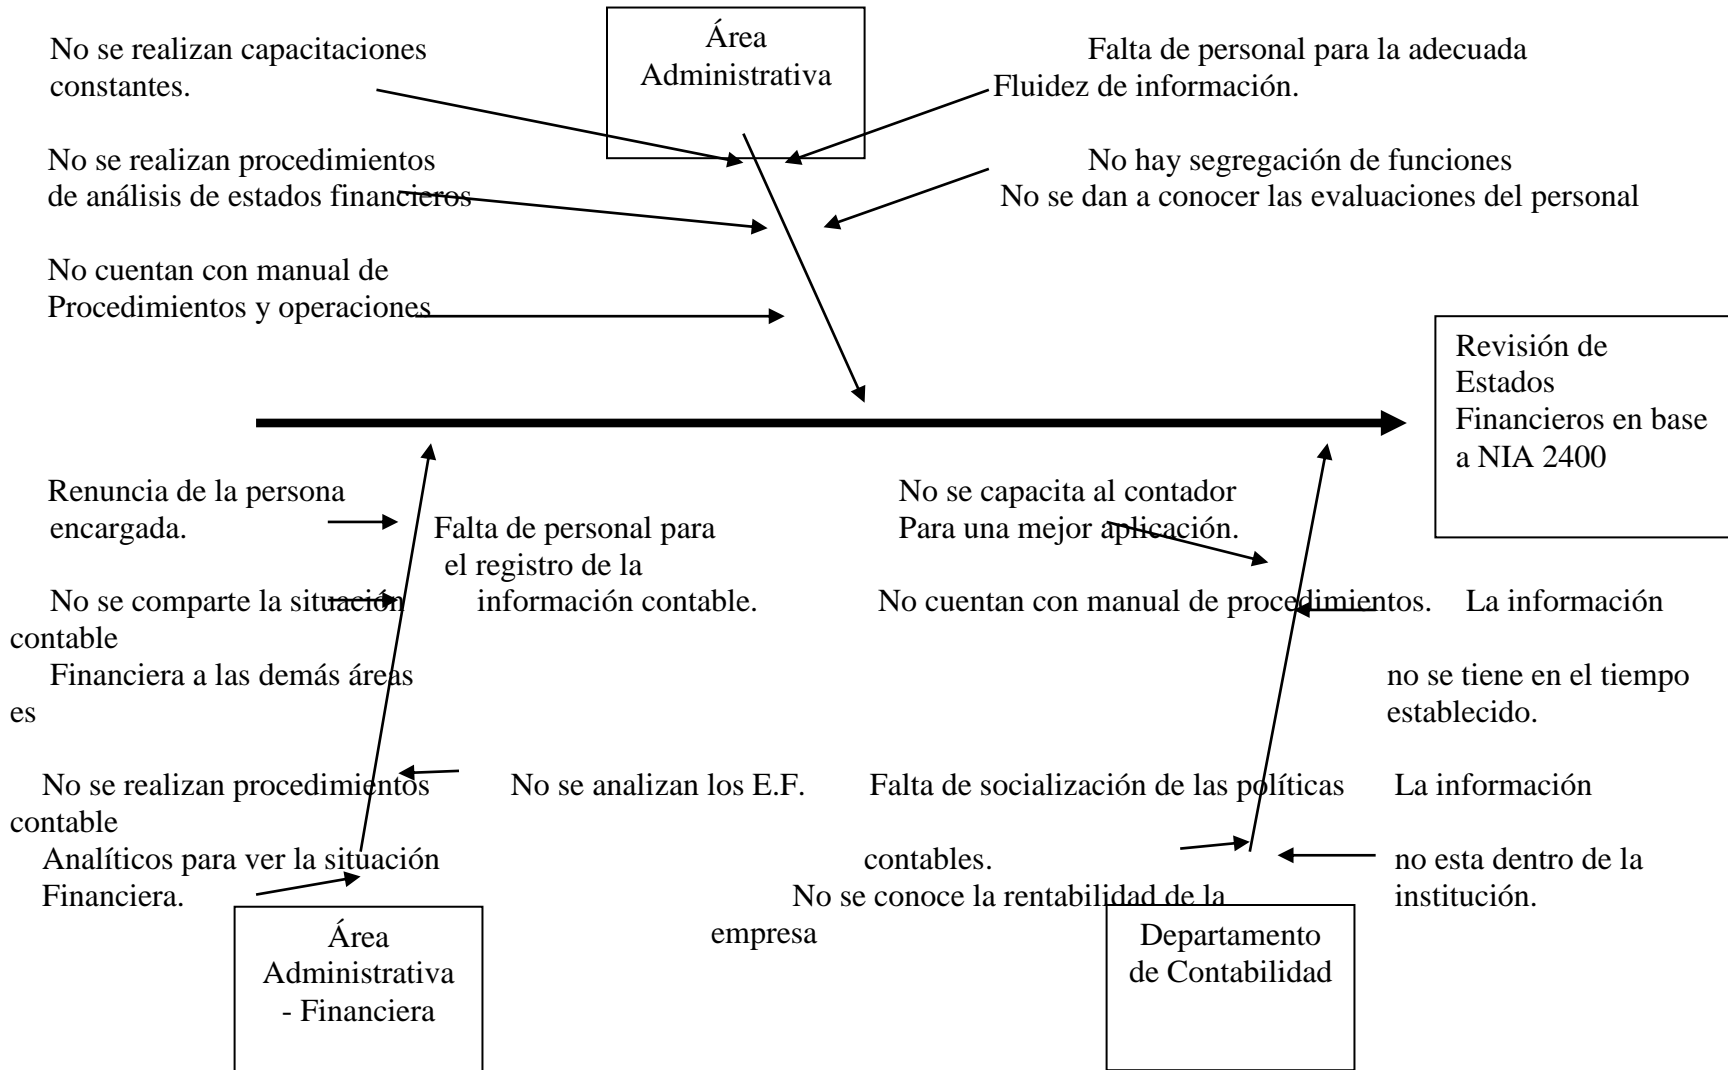 Área
Administrativa
No se realizan capacitaciones
constantes.
Falta de personal para la adecuada
Fluidez de información.
No se realizan procedimientos
de análisis de estados financieros
No hay segregación de funciones
No se dan a conocer las evaluaciones del personal
No cuentan con manual de
Procedimientos y operaciones
Revisión de
Estados
Financieros en base
a NIA 2400
Renuncia de la persona
encargada.
Falta de personal para
el registro de la
información contable.
No se capacita al contador
Para una mejor aplicación.
No se comparte la situación
contable
Financiera a las demás áreas
es
No cuentan con manual de procedimientos.
La información
no se tiene en el tiempo
establecido.
No se realizan procedimientos
contable
Analíticos para ver la situación
Financiera.
No se analizan los E.F.
Falta de socialización de las políticas
contables.
La información
no esta dentro de la
institución.
No se conoce la rentabilidad de la
empresa
Área
Administrativa
- Financiera
Departamento
de Contabilidad